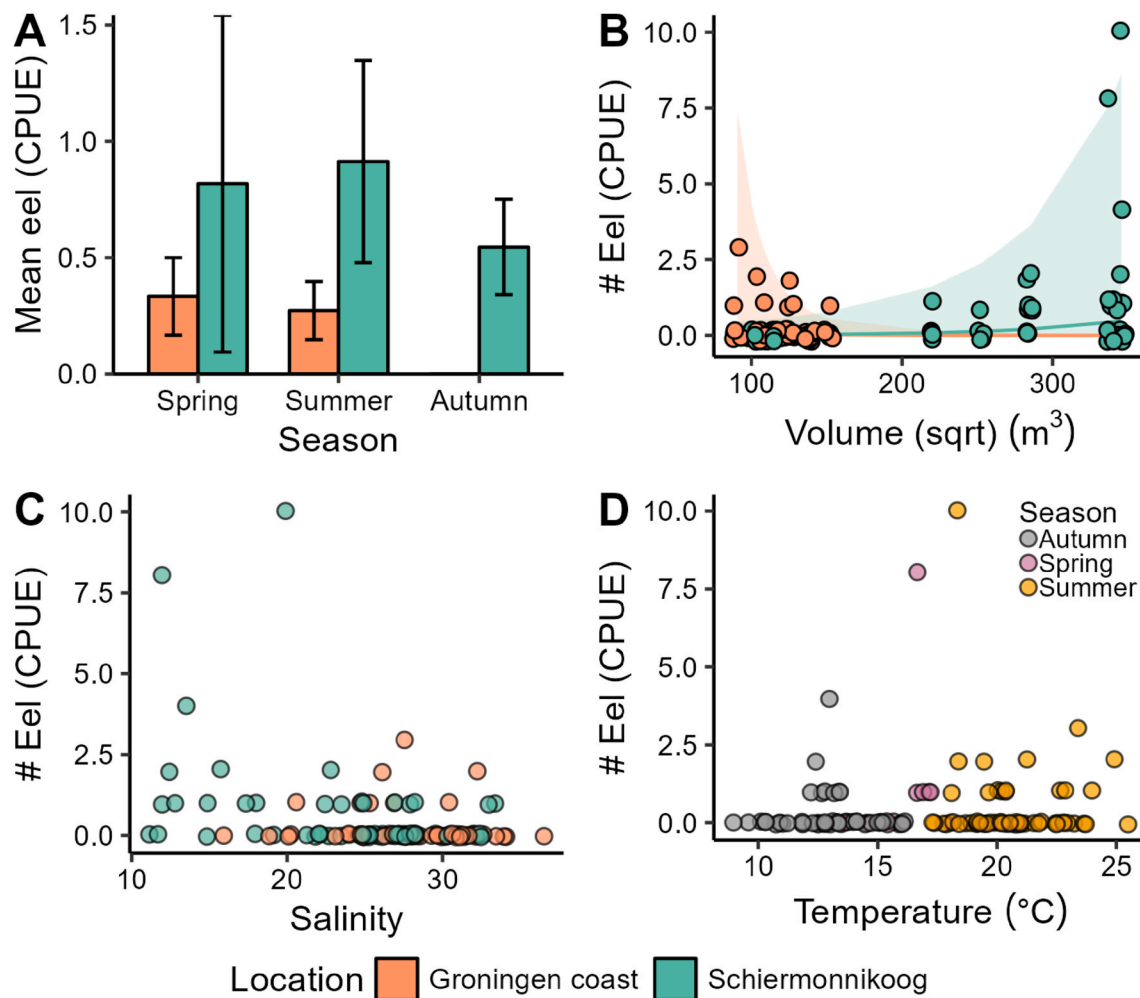 A
Mean eel (CPUE)
1.5
1.0
0.5
0.0
Spring Summer Autumn
Season
B
# Eel (CPUE)
10.0
7.5
5.0
2.5
0.0
100 200 300
Volume (sqrt) (m³)
C
# Eel (CPUE)
10.0
7.5
5.0
2.5
0.0
10 20 30
Salinity
D
# Eel (CPUE)
10.0
7.5
5.0
2.5
0.0
10 15 20 25
Temperature (°C)
Season
Autumn
Spring
Summer
Location Groningen coast Schiermonnikoog